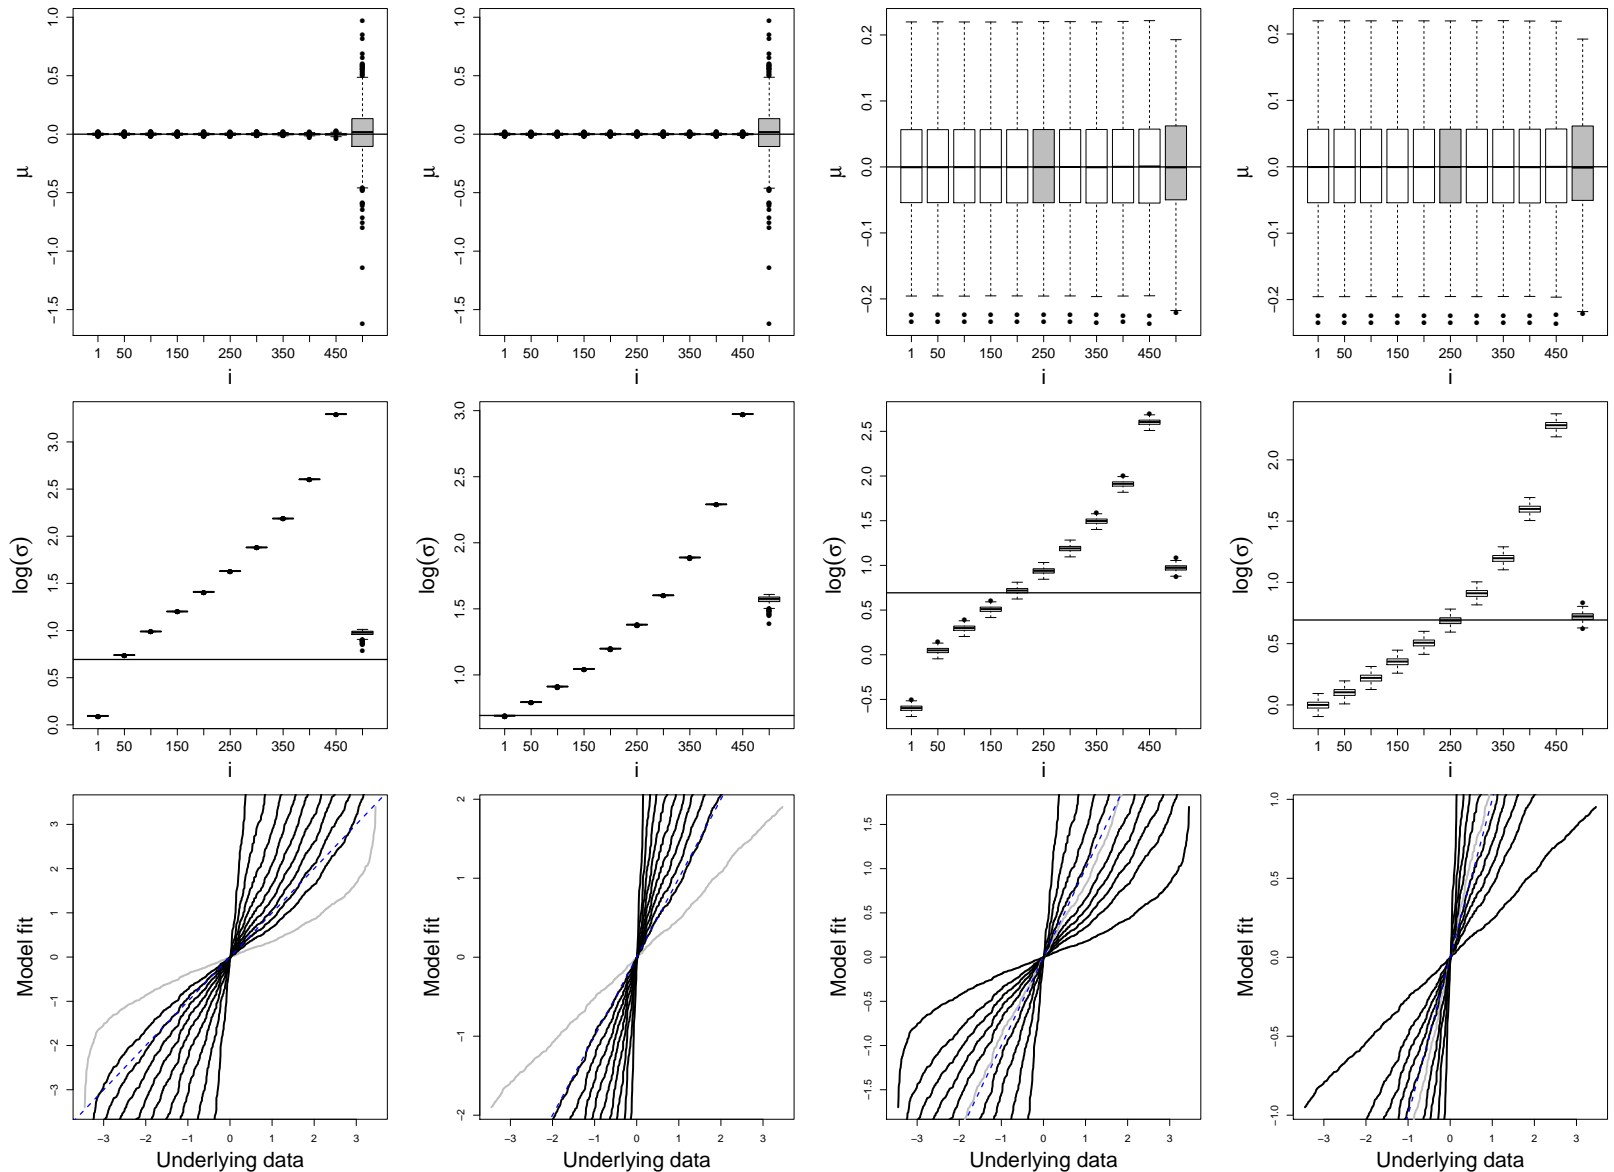 1.0 0.5 0.0 −0.5 −1.0 −1.5
μ
1 50 150 250 350 450
i
1.0 0.5 0.0 −0.5 −1.0 −1.5
μ
1 50 150 250 350 450
i
0.2 0.1 0.0 −0.1 −0.2
μ
1 50 150 250 350 450
i
0.2 0.1 0.0 −0.1 −0.2
μ
1 50 150 250 350 450
i
3.0 2.5 2.0 1.5 1.0 0.5 0.0
log(σ)
1 50 150 250 350 450
i
3.0 2.5 2.0 1.5 1.0
log(σ)
1 50 150 250 350 450
i
2.5 2.0 1.5 1.0 0.5 0.0 −0.5
log(σ)
1 50 150 250 350 450
i
2.0 1.5 1.0 0.5 0.0
log(σ)
1 50 150 250 350 450
i
3 2 1 0 −1 −2 −3
Model fit
−3 −2 −1 0 1 2 3
Underlying data
2 1 0 −1 −2
Model fit
−3 −2 −1 0 1 2 3
Underlying data
1.5 1.0 0.5 0.0 −0.5 −1.0 −1.5
Model fit
−3 −2 −1 0 1 2 3
Underlying data
1.0 0.5 0.0 −0.5 −1.0
Model fit
−3 −2 −1 0 1 2 3
Underlying data